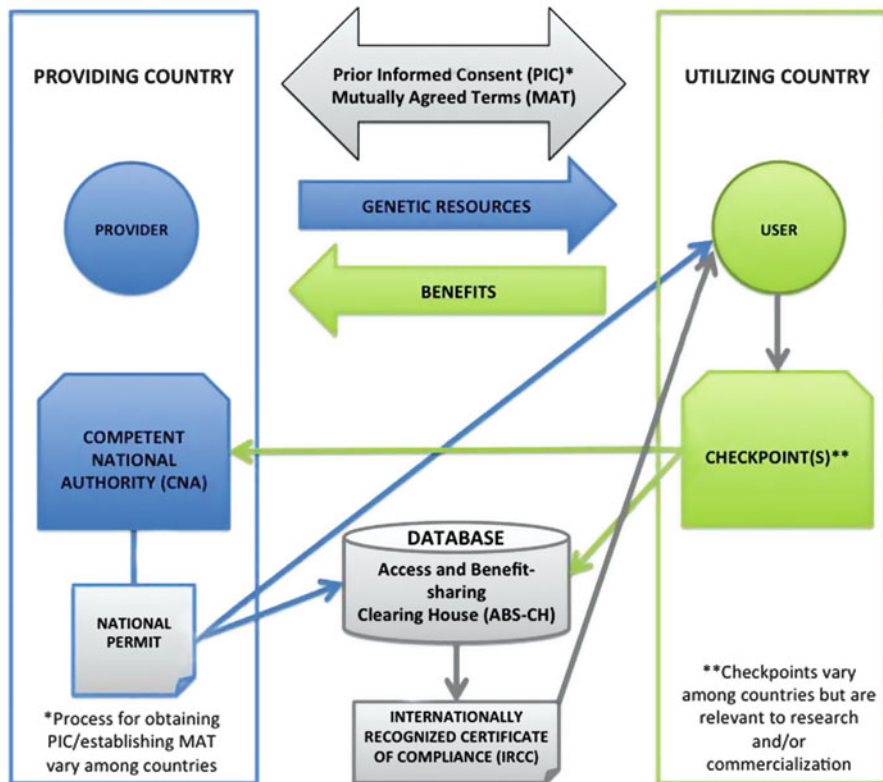 PROVIDING COUNTRY
Prior Informed Consent (PIC)*
Mutually Agreed Terms (MAT)
UTILIZING COUNTRY
PROVIDER
GENETIC RESOURCES
USER
BENEFITS
COMPETENT
NATIONAL
AUTHORITY (CNA)
CHECKPOINT(S)**
DATABASE
Access and Benefit-
sharing
Clearing House (ABS-CH)
NATIONAL
PERMIT
*Process for obtaining
PIC/establishing MAT
vary among countries
INTERNATIONALLY
RECOGNIZED CERTIFICATE
OF COMPLIANCE (IRCC)
**Checkpoints vary
among countries but are
relevant to research
and/or
commercialization